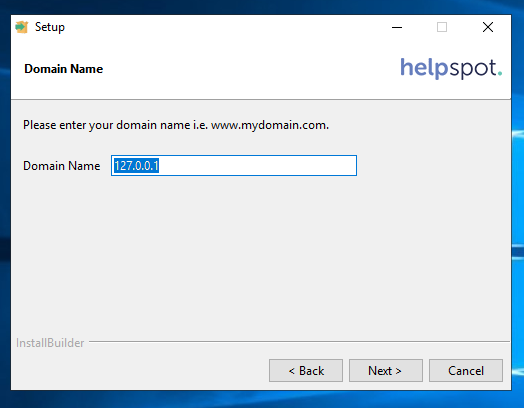 Setup
Domain Name
helpspot.
Please enter your domain name i.e. www.mydomain.com.
Domain Name 127.0.0.1
InstallBuilder
< Back Next > Cancel